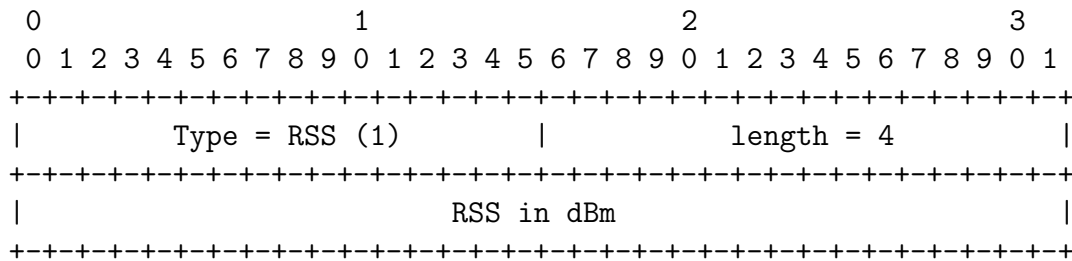 0                   1                   2                   3
 0 1 2 3 4 5 6 7 8 9 0 1 2 3 4 5 6 7 8 9 0 1 2 3 4 5 6 7 8 9 0 1
+-+-+-+-+-+-+-+-+-+-+-+-+-+-+-+-+-+-+-+-+-+-+-+-+-+-+-+-+-+-+-+-+
|         Type = RSS (1)        |           length = 4          |
+-+-+-+-+-+-+-+-+-+-+-+-+-+-+-+-+-+-+-+-+-+-+-+-+-+-+-+-+-+-+-+-+
|                          RSS in dBm                           |
+-+-+-+-+-+-+-+-+-+-+-+-+-+-+-+-+-+-+-+-+-+-+-+-+-+-+-+-+-+-+-+-+